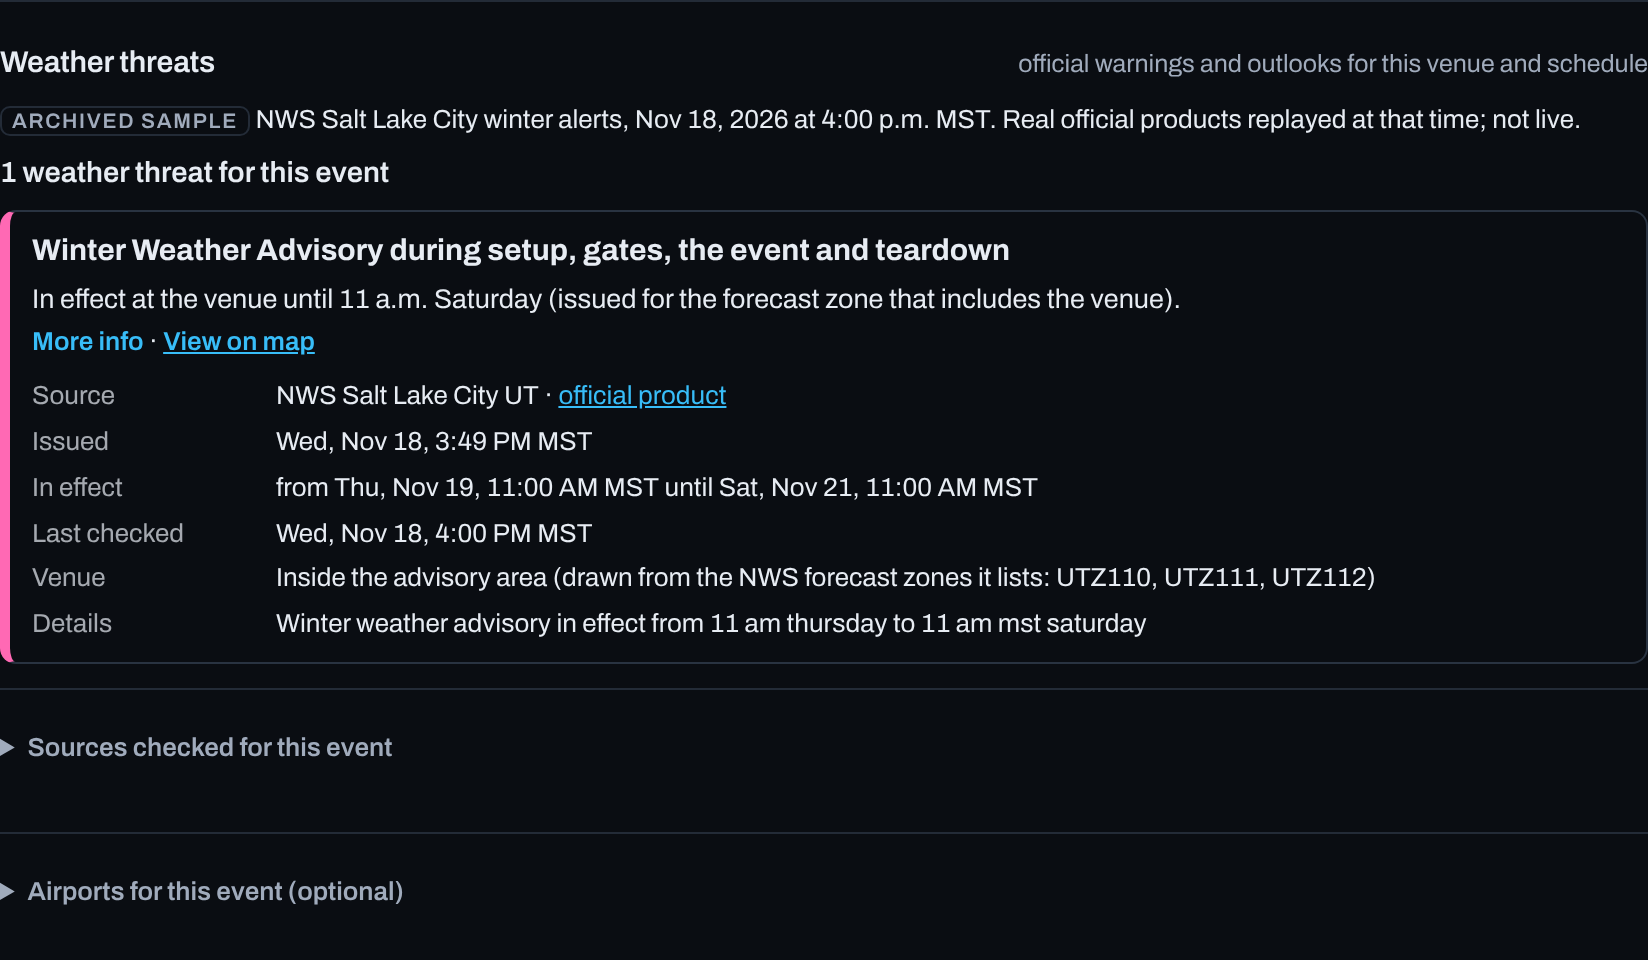 Weather threats
official warnings and outlooks for this venue and schedule
ARCHIVED SAMPLE NWS Salt Lake City winter alerts, Nov 18, 2026 at 4:00 p.m. MST. Real official products replayed at that time; not live.
1 weather threat for this event
Winter Weather Advisory during setup, gates, the event and teardown
In effect at the venue until 11 a.m. Saturday (issued for the forecast zone that includes the venue).
More info · View on map
Source NWS Salt Lake City UT · official product
Issued Wed, Nov 18, 3:49 PM MST
In effect from Thu, Nov 19, 11:00 AM MST until Sat, Nov 21, 11:00 AM MST
Last checked Wed, Nov 18, 4:00 PM MST
Venue Inside the advisory area (drawn from the NWS forecast zones it lists: UTZ110, UTZ111, UTZ112)
Details Winter weather advisory in effect from 11 am thursday to 11 am mst saturday
Sources checked for this event
Airports for this event (optional)